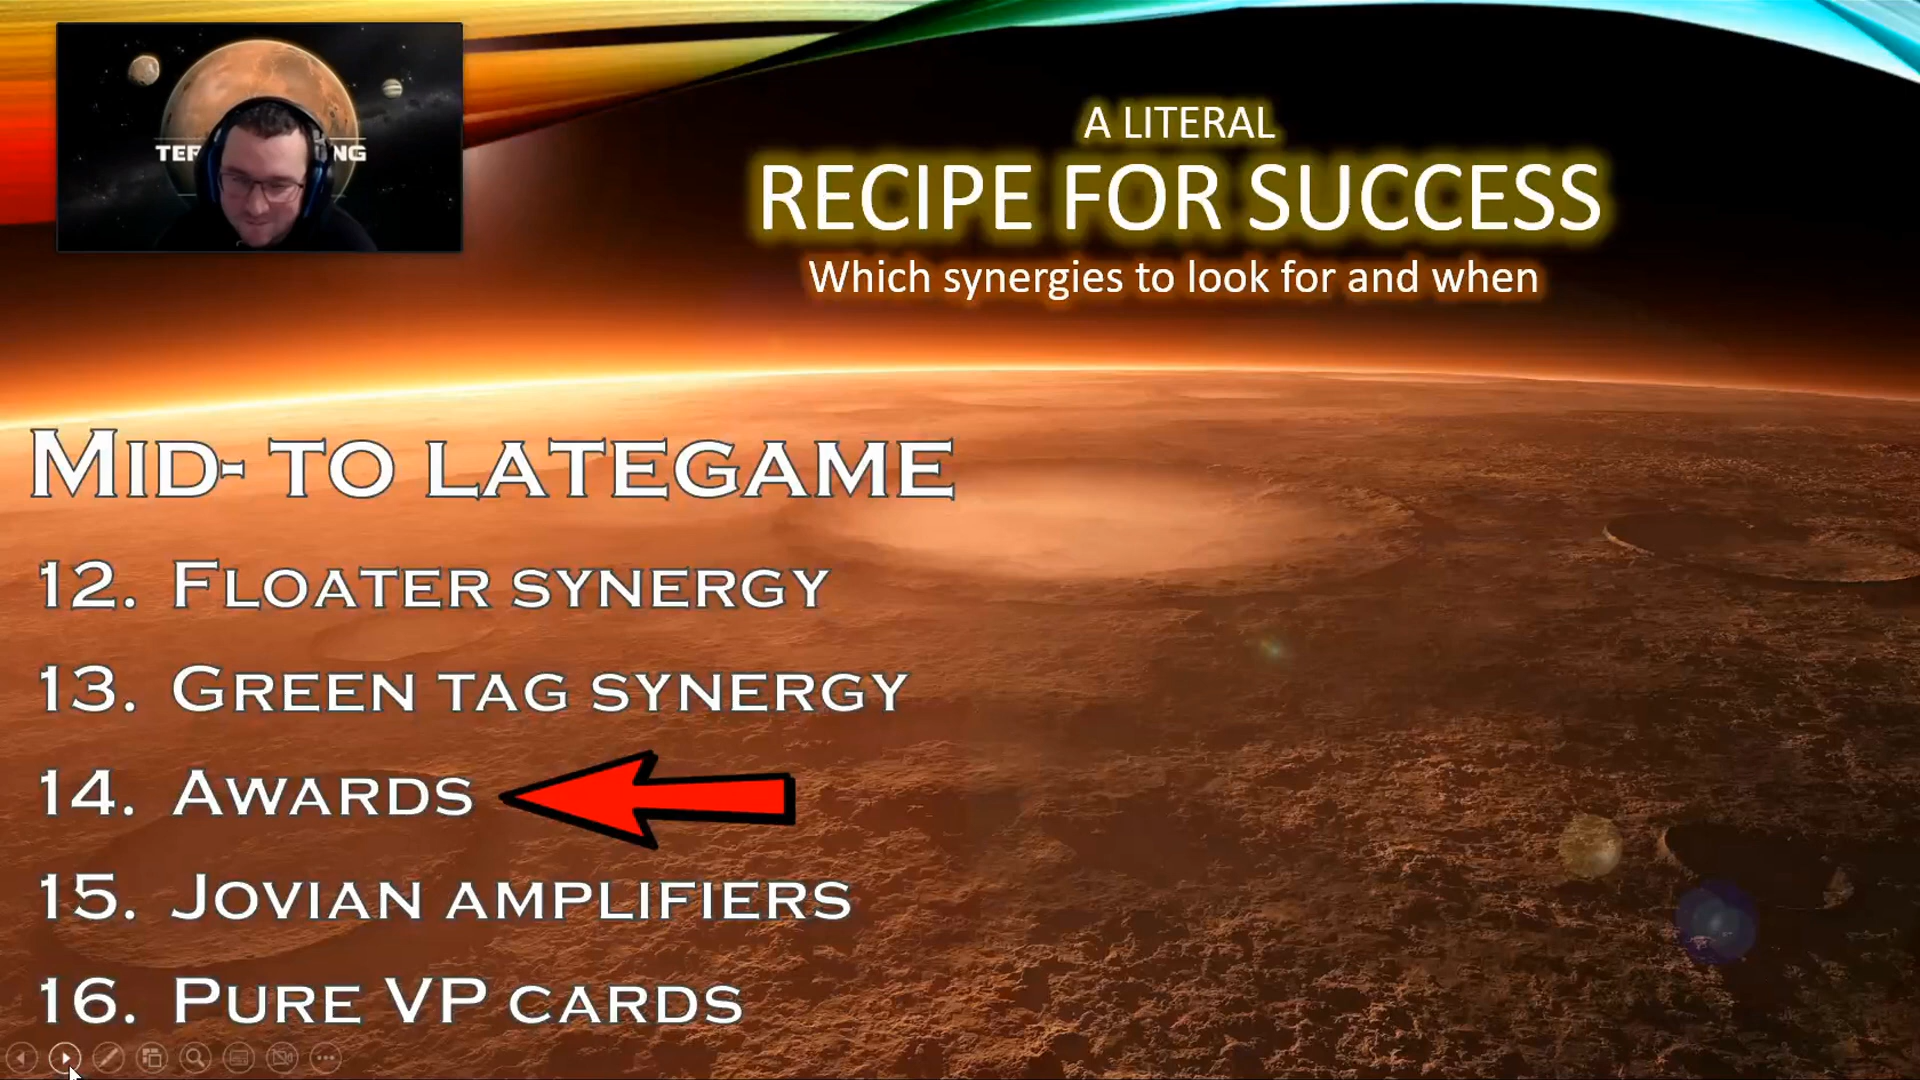 A LITERAL
RECIPE FOR SUCCESS
Which synergies to look for and when
MID- TO LATEGAME
12. FLOATER SYNERGY
13. GREEN TAG SYNERGY
14. AWARDS
15. JOVIAN AMPLIFIERS
16. PURE VP CARDS